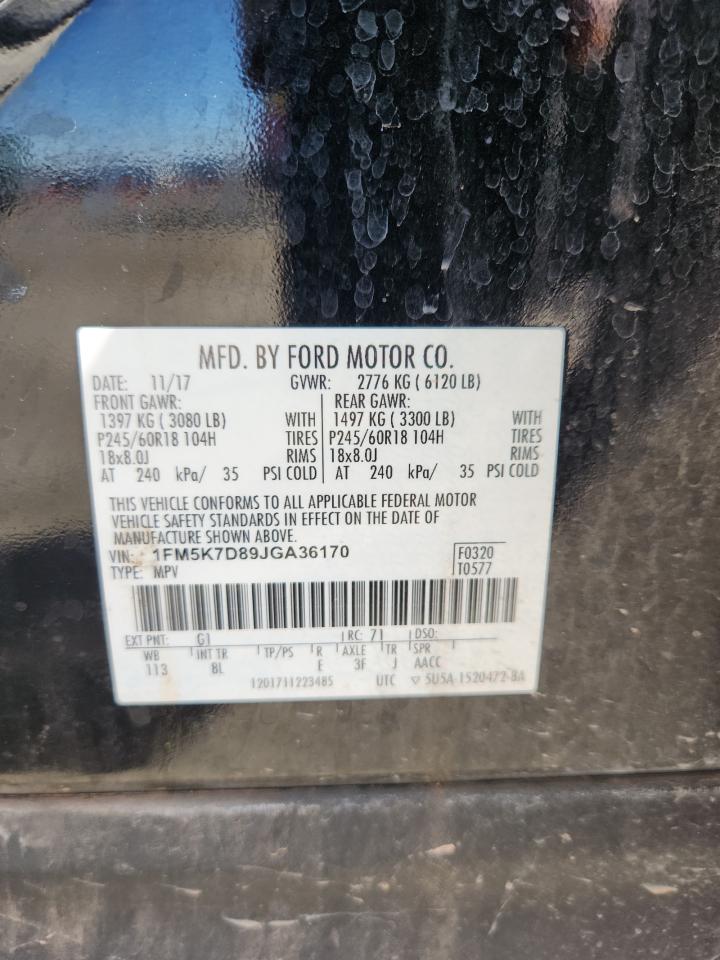 MFD. BY FORD MOTOR CO.
DATE: 11/17 GVWR: 2776 KG ( 6120 LB)
FRONT GAWR: REAR GAWR:
1397 KG ( 3080 LB) WITH 1497 KG ( 3300 LB) WITH
P245/60R18 104H TIRES P245/60R18 104H TIRES
18x8.0J RIMS 18x8.0J RIMS
AT 240 kPa/ 35 PSI COLD AT 240 kPa/ 35 PSI COLD
THIS VEHICLE CONFORMS TO ALL APPLICABLE FEDERAL MOTOR
VEHICLE SAFETY STANDARDS IN EFFECT ON THE DATE OF
MANUFACTURE SHOWN ABOVE.
VIN: 1FM5K7D89JGA36170 F0320
TYPE: MPV T0577
EXT PNT: G1 RC: 71 DSO:
WB INT TR TP/PS R AXLE TR SPR
113 8L E 3F J AACC
1201711223485 UTC ▽ 5U5A-1520472-BA